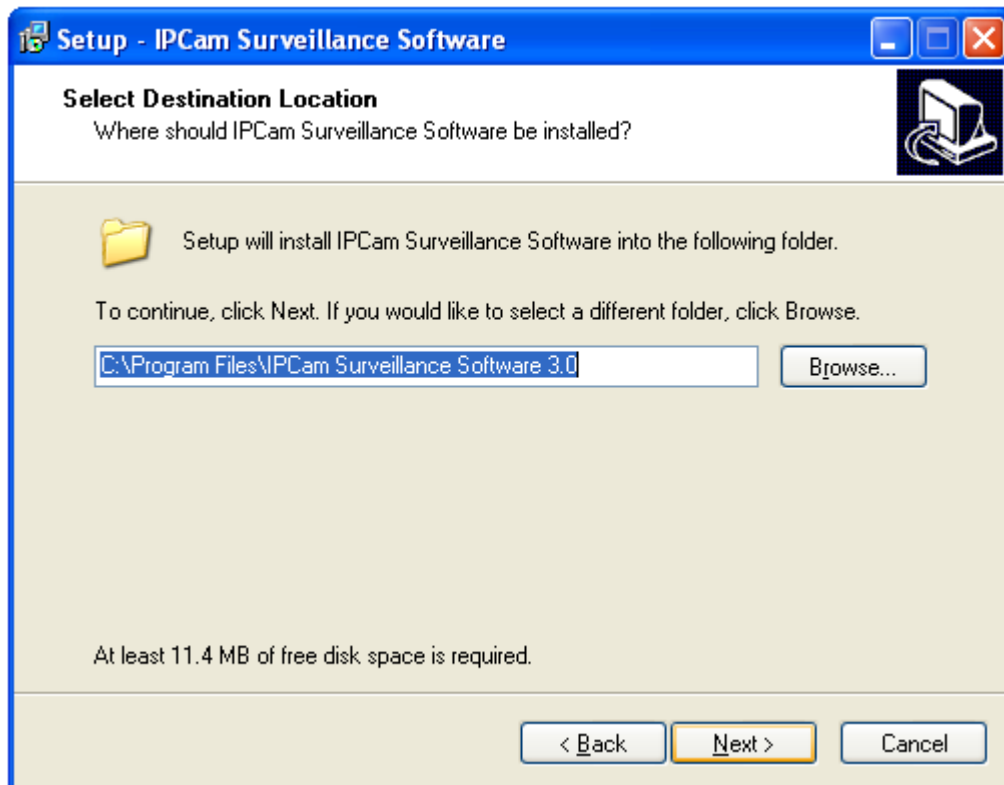 Setup - IPCam Surveillance Software
Select Destination Location
Where should IPCam Surveillance Software be installed?
Setup will install IPCam Surveillance Software into the following folder.
To continue, click Next. If you would like to select a different folder, click Browse.
C:\Program Files\IPCam Surveillance Software 3.0
Browse...
At least 11.4 MB of free disk space is required.
< Back
Next >
Cancel